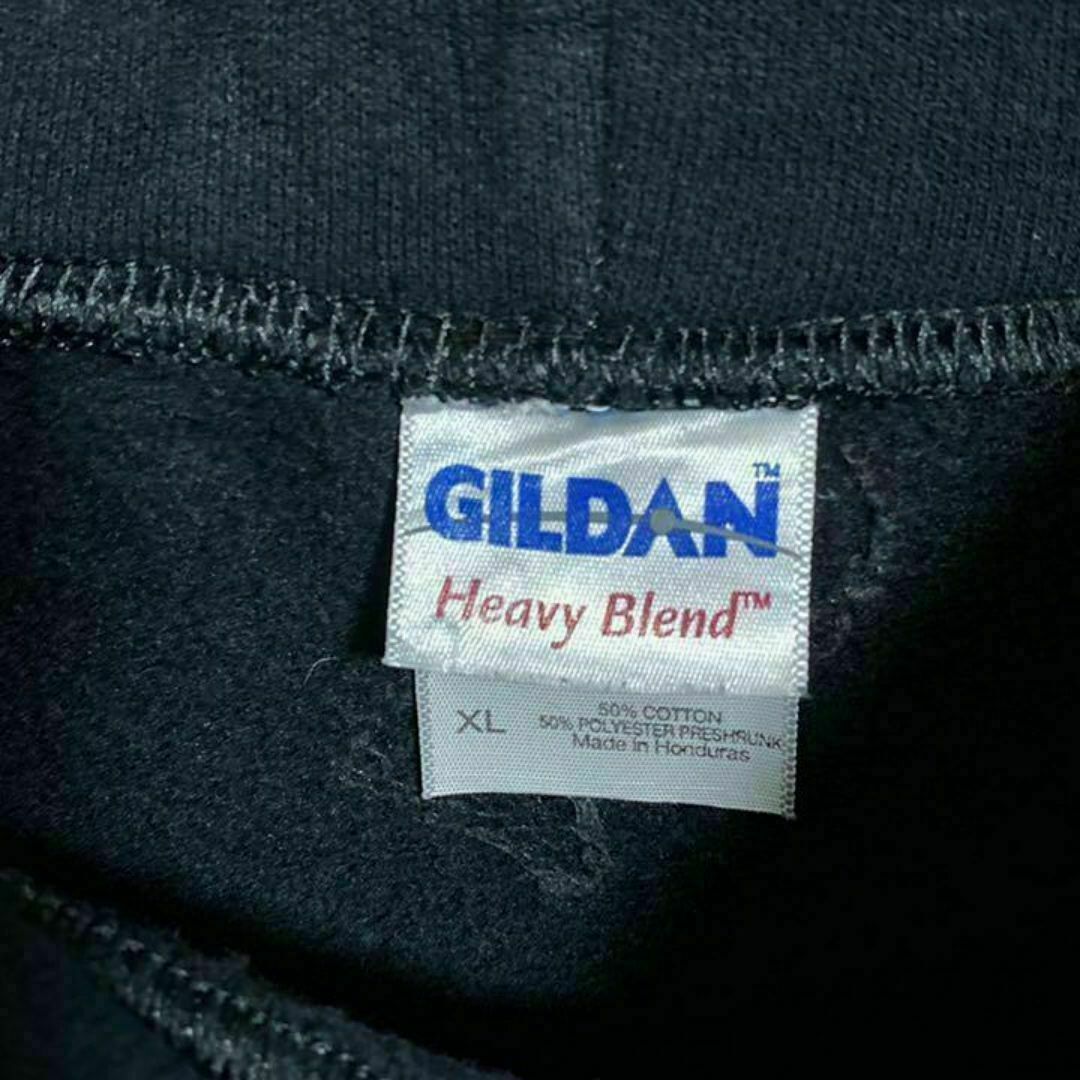 GILDAN™
Heavy Blend™
XL
50% COTTON
50% POLYESTER PRESHRUNK
Made in Honduras